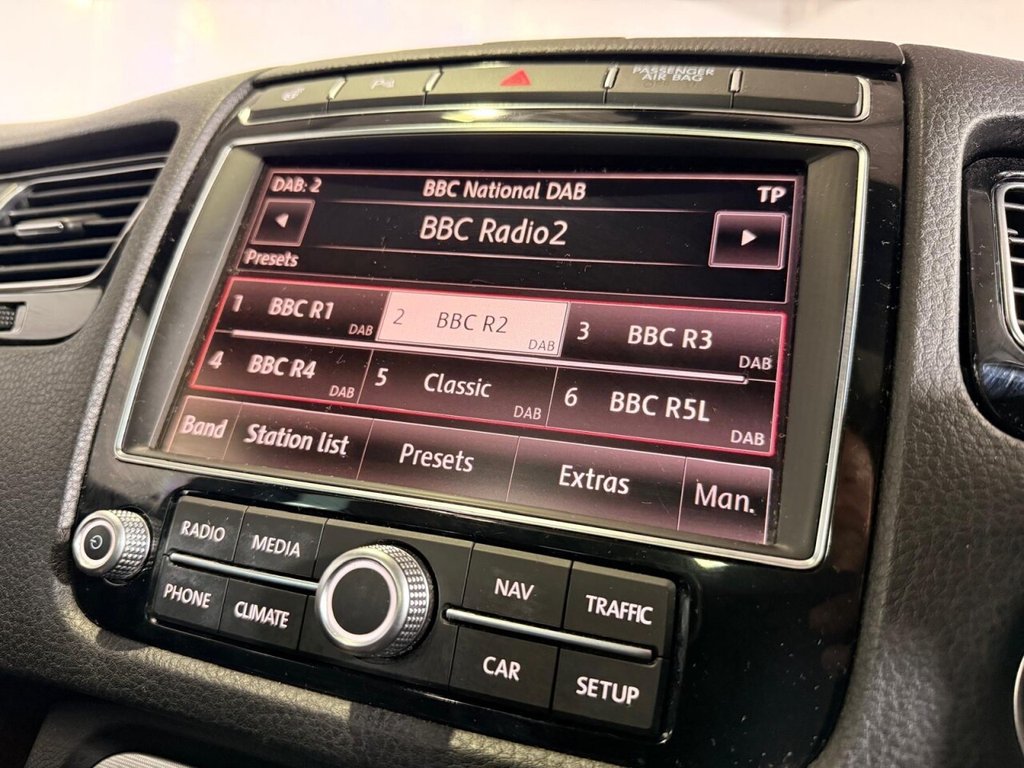 PASSENGER
AIR BAG
DAB: 2 BBC National DAB TP
BBC Radio2
Presets
1 BBC R1 DAB 2 BBC R2 DAB 3 BBC R3 DAB
4 BBC R4 DAB 5 Classic DAB 6 BBC R5L DAB
Band Station list Presets Extras Man.
RADIO MEDIA NAV TRAFFIC
PHONE CLIMATE CAR SETUP